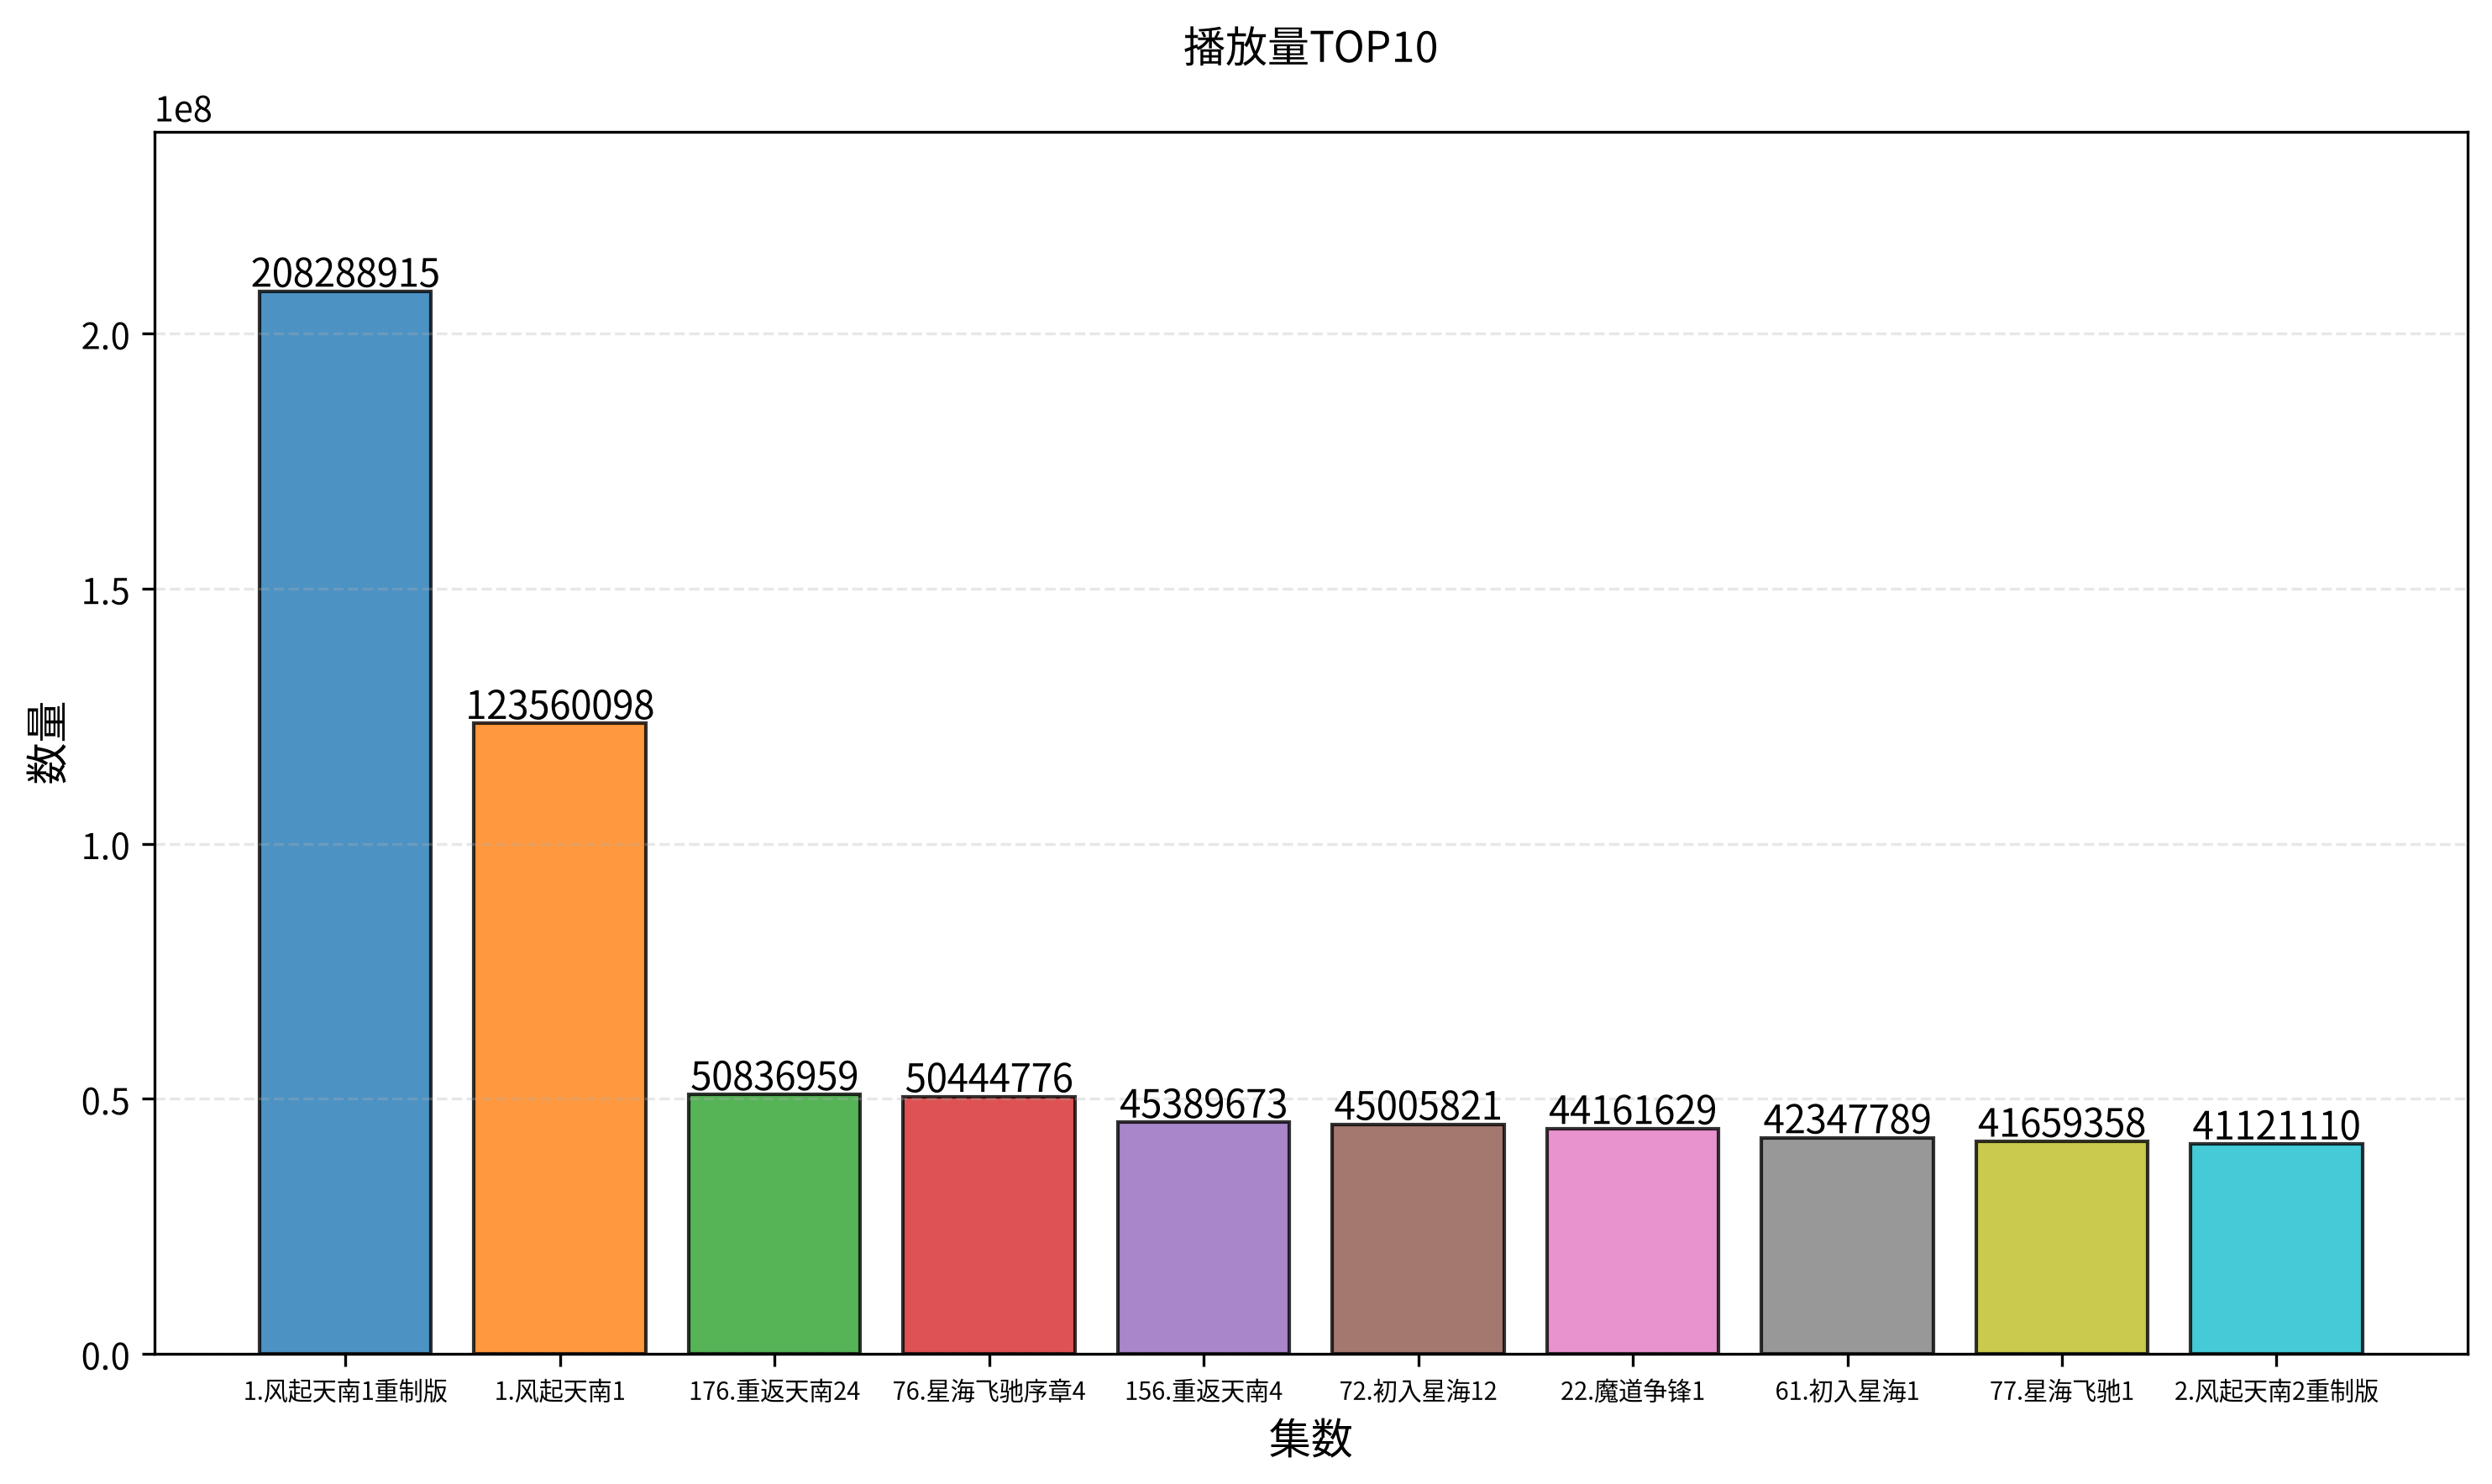 播放量TOP10
1e8
208288915
2.0
1.5
123560098
数量
1.0
50836959
50444776
45389673
45005821
44161629
42347789
41659358
41121110
0.5
0.0
1.风起天南1重制版
1.风起天南1
176.重返天南24
76.星海飞驰序章4
156.重返天南4
72.初入星海12
22.魔道争锋1
61.初入星海1
77.星海飞驰1
2.风起天南2重制版
集数